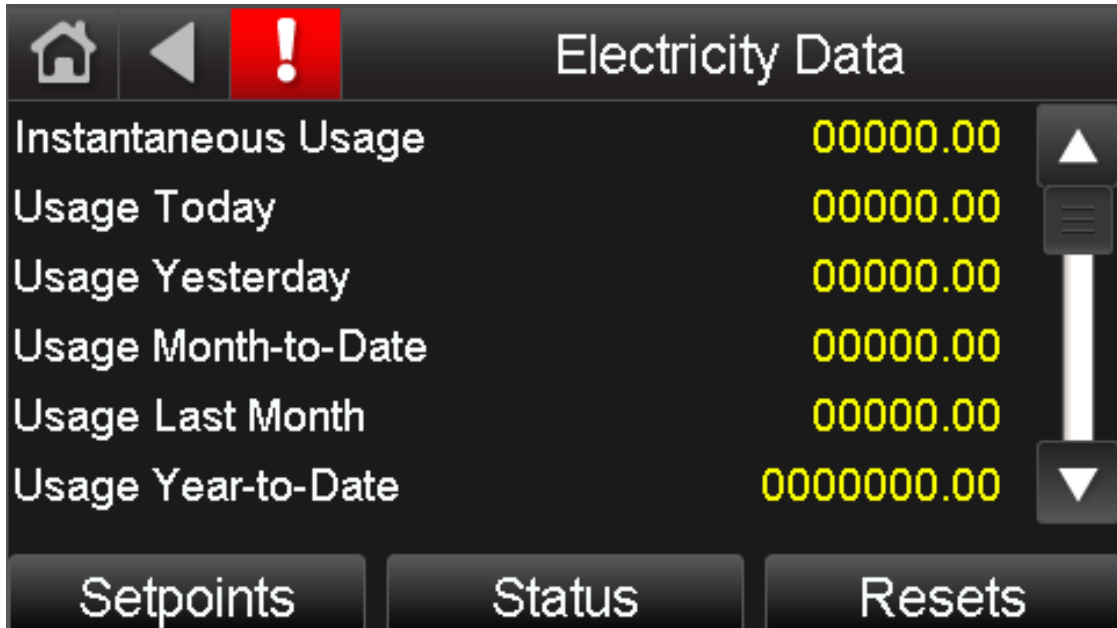 ! Electricity Data
Instantaneous Usage 00000.00
Usage Today 00000.00
Usage Yesterday 00000.00
Usage Month-to-Date 00000.00
Usage Last Month 00000.00
Usage Year-to-Date 0000000.00
Setpoints Status Resets